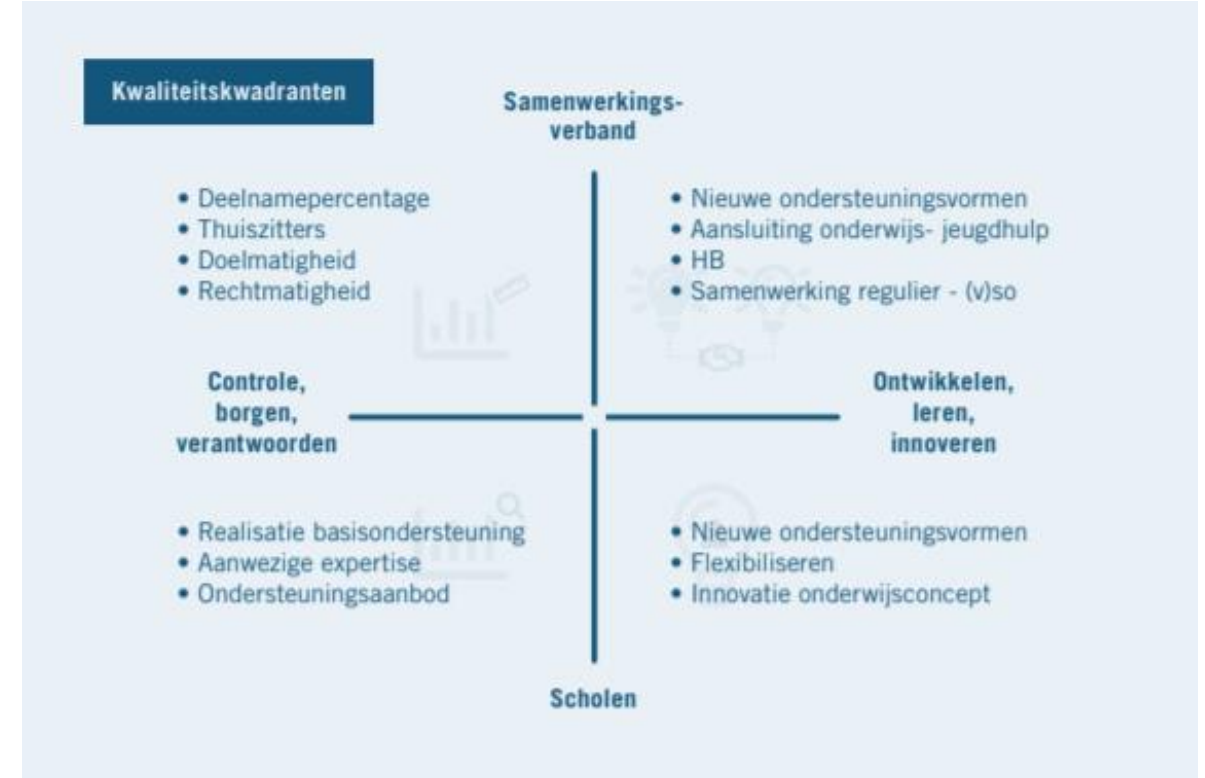 Kwaliteitskwadranten
Samenwerkings-
verband
• Deelnamepercentage
• Thuiszitters
• Doelmatigheid
• Rechtmatigheid
• Nieuwe ondersteuningsvormen
• Aansluiting onderwijs- jeugdhulp
• HB
• Samenwerking regulier - (v)so
Controle,
borgen,
verantwoorden
Ontwikkelen,
leren,
innoveren
• Realisatie basisondersteuning
• Aanwezige expertise
• Ondersteuningsaanbod
• Nieuwe ondersteuningsvormen
• Flexibiliseren
• Innovatie onderwijsconcept
Scholen